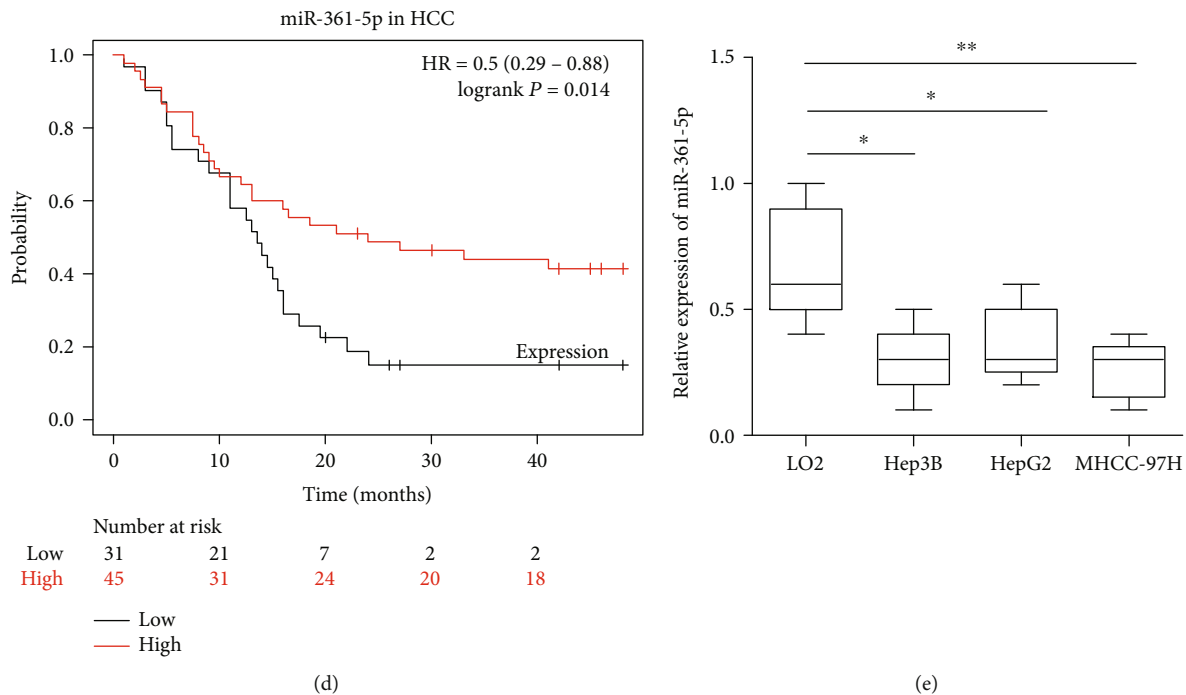 miR-361-5p in HCC
HR = 0.5 (0.29 – 0.88)
logrank P = 0.014
1.0
0.8
0.6
0.4
0.2
0.0
Probability
Expression
0 10 20 30 40
Time (months)
Number at risk
Low 31 21 7 2 2
High 45 31 24 20 18
Low
High
(d)
**
*
*
1.5
1.0
0.5
0.0
Relative expression of miR-361-5p
LO2 Hep3B HepG2 MHCC-97H
(e)